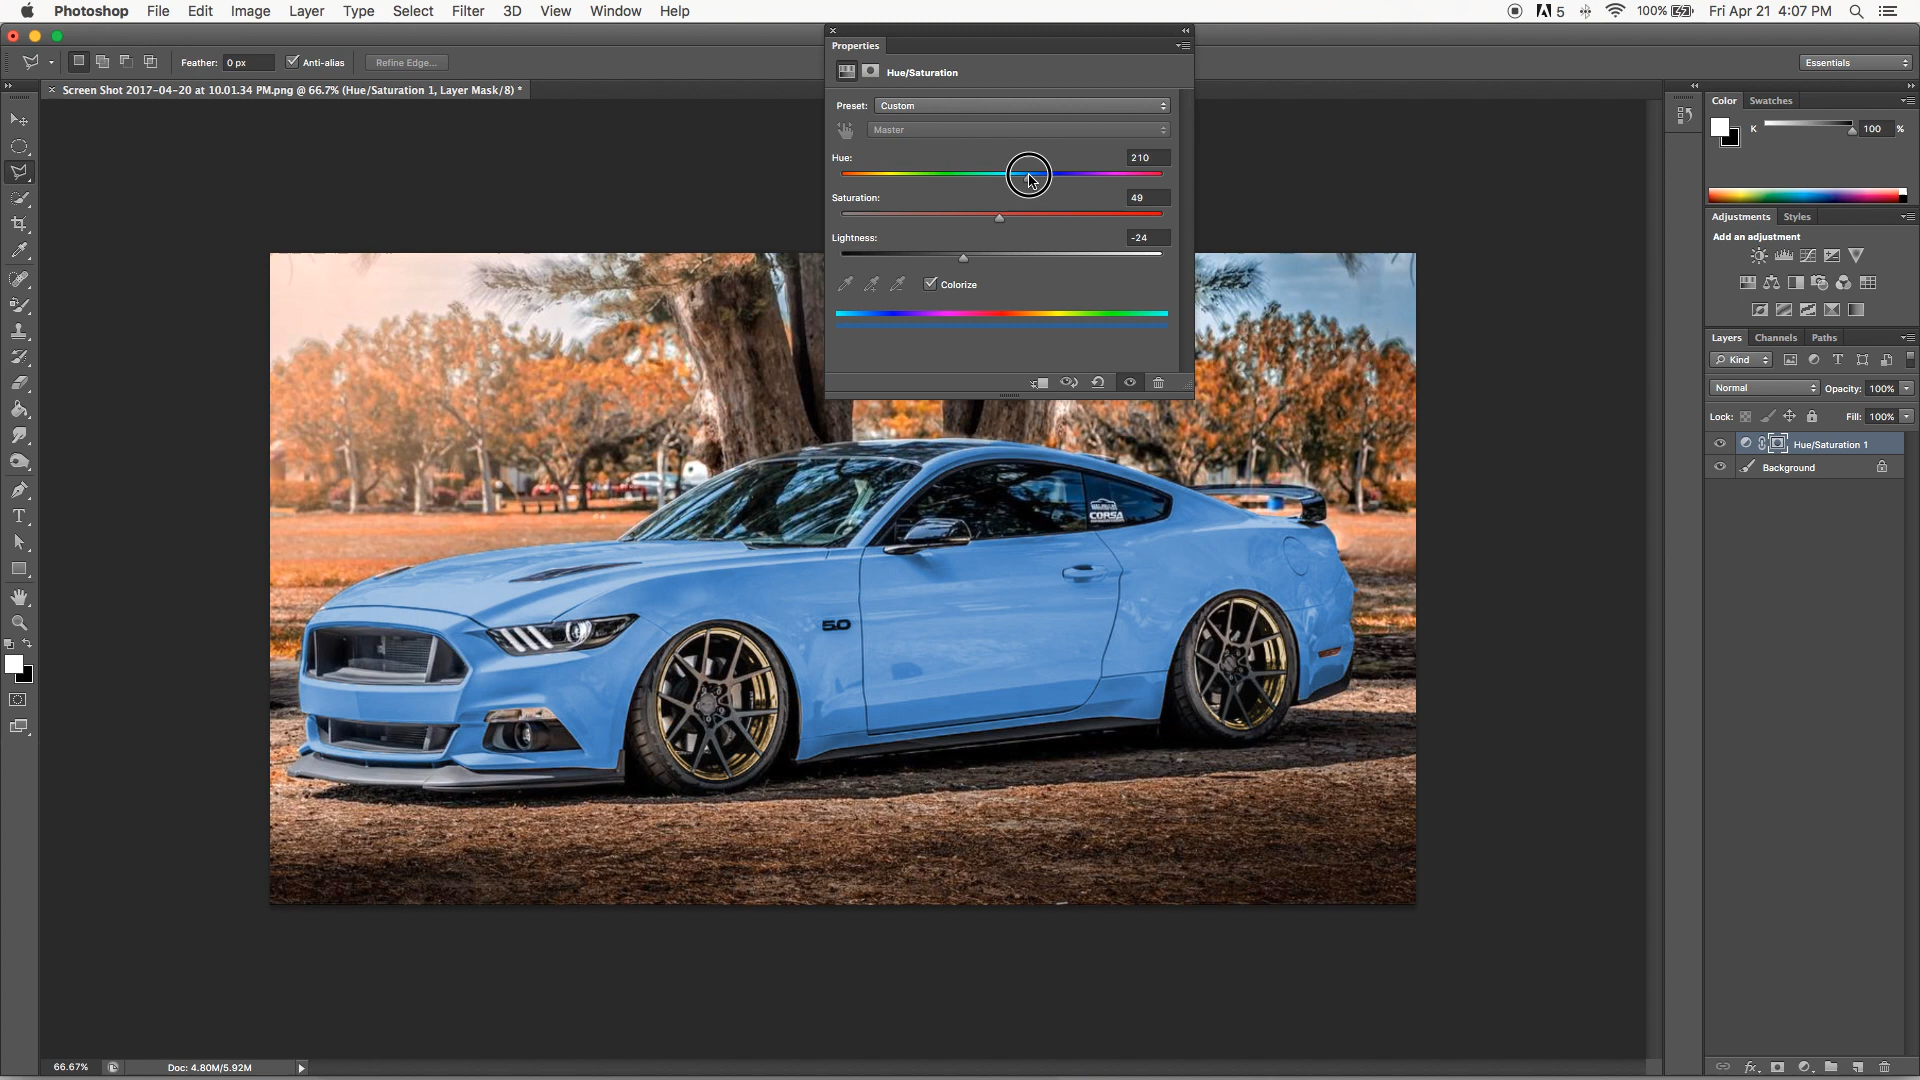 Photoshop File Edit Image Layer Type Select Filter 3D View Window Help
5 100% Fri Apr 21 4:07 PM
Feather: 0 px Anti-alias Refine Edge...
Essentials
Screen Shot 2017-04-20 at 10.01.34 PM.png @ 66.7% (Hue/Saturation 1, Layer Mask/8) *
Properties
Hue/Saturation
Preset: Custom
Master
Hue: 210
Saturation: 49
Lightness: -24
Colorize
CORSA
5.0
Color Swatches
K 100 %
Adjustments Styles
Add an adjustment
Layers Channels Paths
Kind
Normal Opacity: 100%
Lock: Fill: 100%
Hue/Saturation 1
Background
66.67% Doc: 4.80M/5.92M